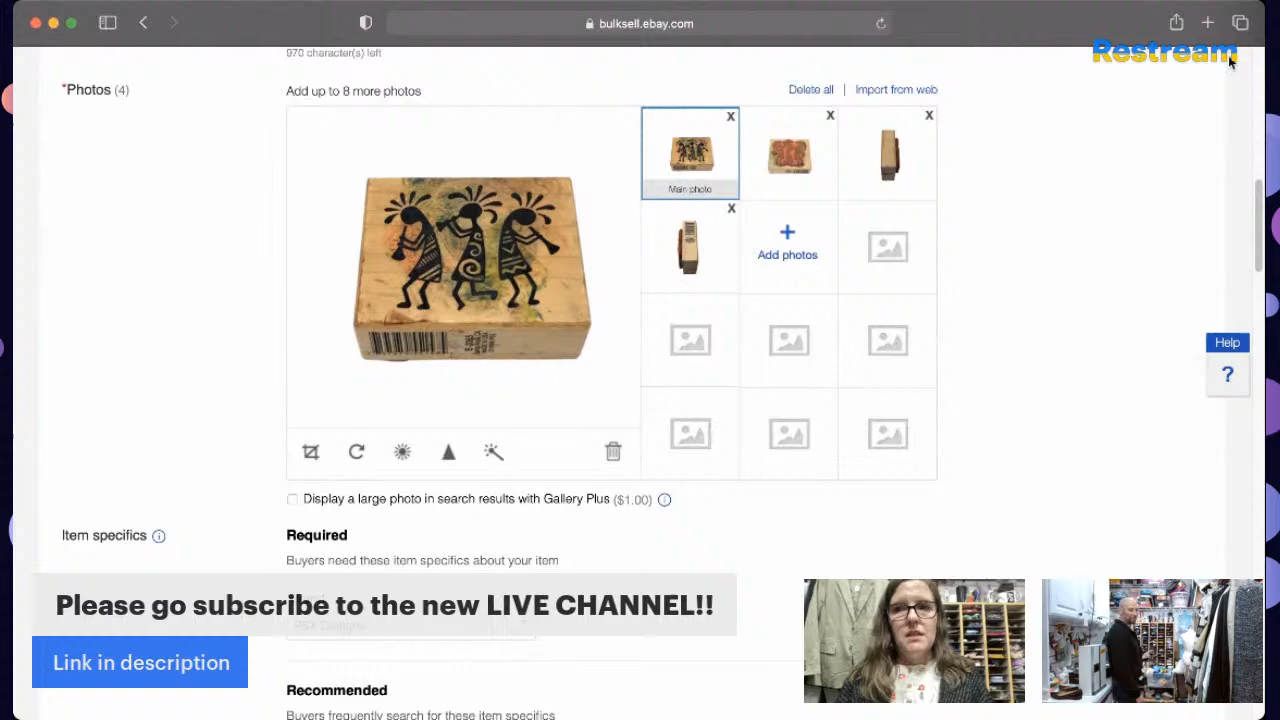 bulksell.ebay.com
Restream
970 character(s) left
*Photos (4)
Add up to 8 more photos
Delete all | Import from web
X
X
X
Main photo
X
+
Add photos
Help
?
Display a large photo in search results with Gallery Plus ($1.00)
Item specifics
Required
Buyers need these item specifics about your item
Please go subscribe to the new LIVE CHANNEL!!
PSX Designs
Link in description
Recommended
Buyers frequently search for these item specifics